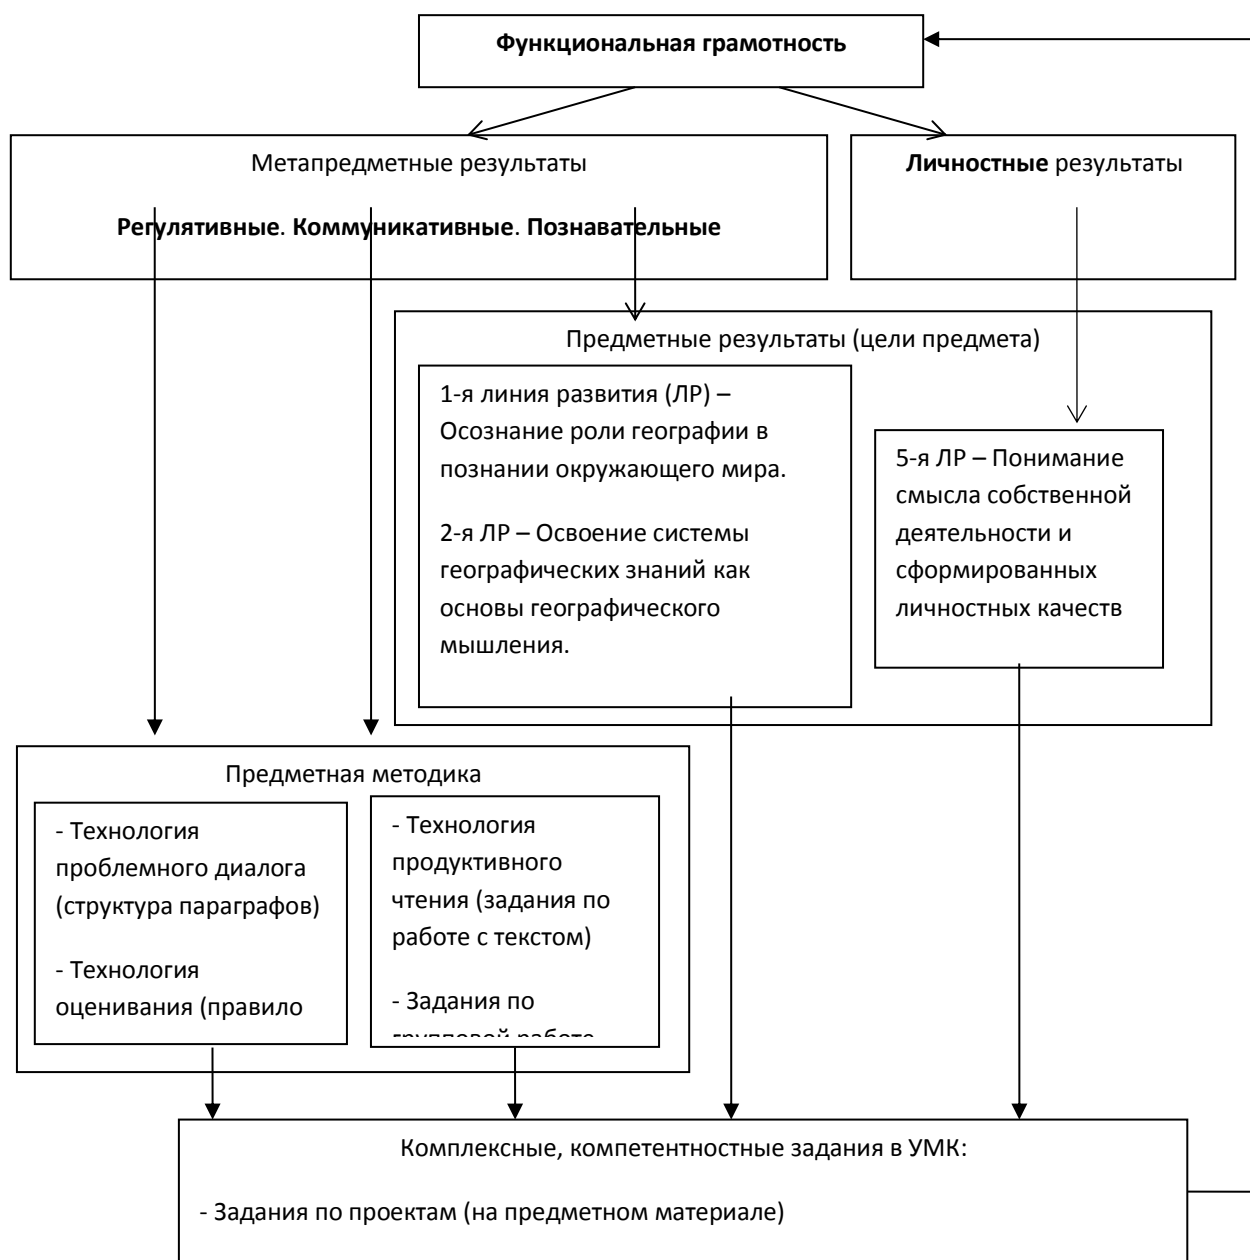 Функциональная грамотность
Метапредметные результаты
Регулятивные. Коммуникативные. Познавательные
Личностные результаты
Предметные результаты (цели предмета)
1-я линия развития (ЛР) –
Осознание роли географии в
познании окружающего мира.
2-я ЛР – Освоение системы
географических знаний как
основы географического
мышления.
5-я ЛР – Понимание
смысла собственной
деятельности и
сформированных
личностных качеств
Предметная методика
- Технология
проблемного диалога
(структура параграфов)
- Технология
оценивания (правило
- Технология
продуктивного
чтения (задания по
работе с текстом)
- Задания по
групповой работе
Комплексные, компетентностные задания в УМК:
- Задания по проектам (на предметном материале)